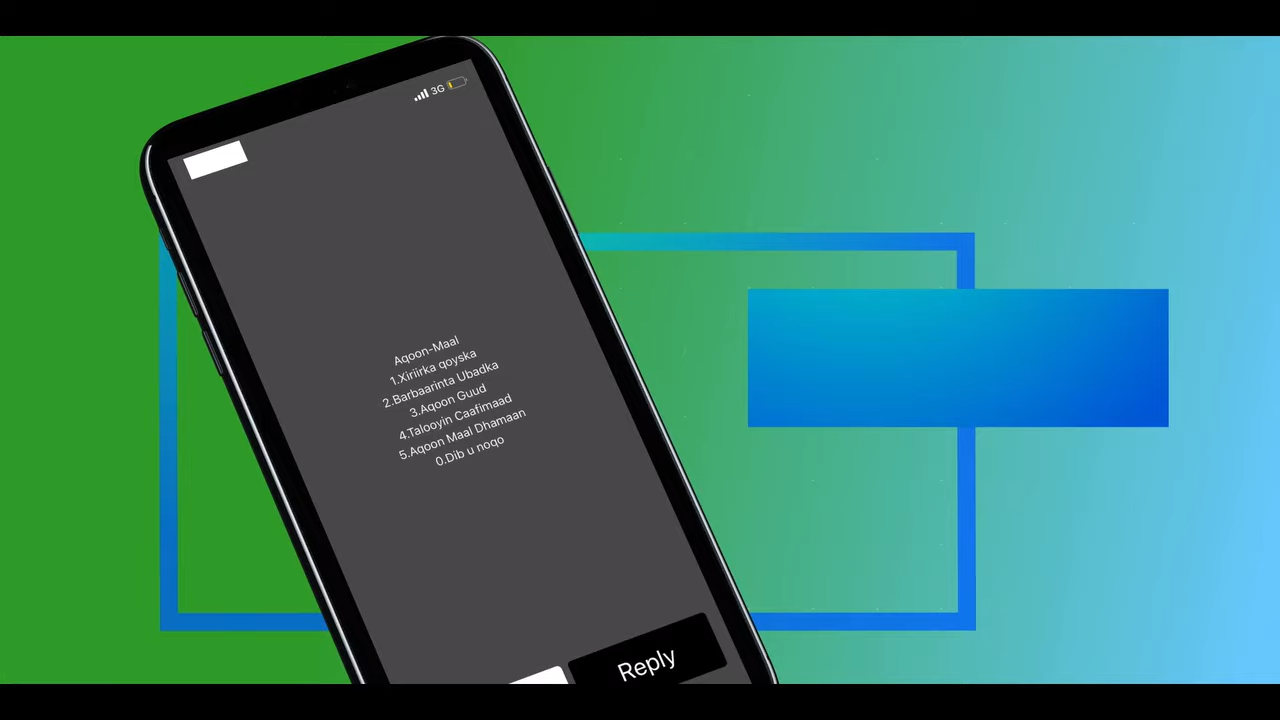 3G
Aqoon-Maal
1.Xiriirka qoyska
2.Barbaarinta Ubadka
3.Aqoon Guud
4.Talooyin Caafimaad
5.Aqoon Maal Dhamaan
0.Dib u noqo
Reply